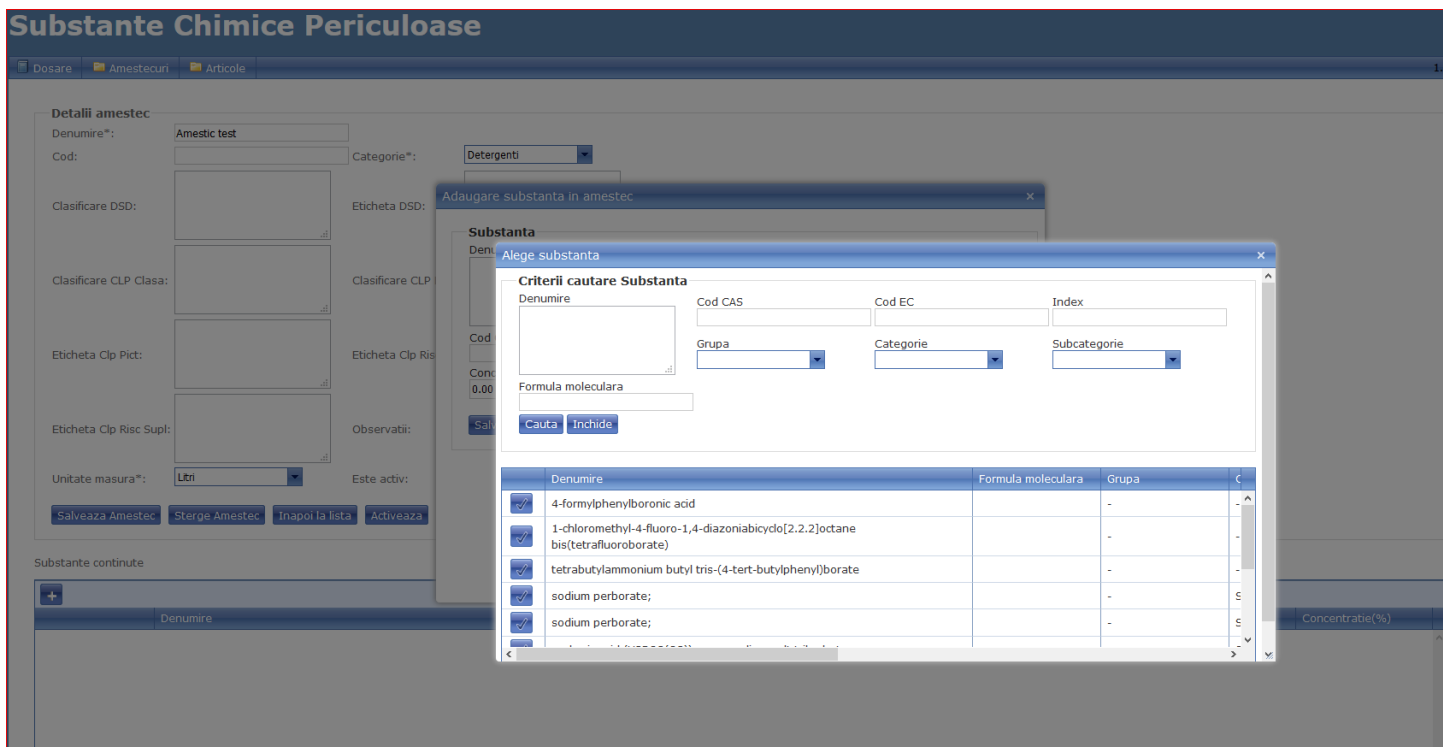 Substante Chimice Periculoase
Dosare Amestecuri Articole
Detalii amestec
Denumire*: Amestic test
Cod: Categorie*: Detergenti
Clasificare DSD: Eticheta DSD:
Adaugare substanta in amestec
Substanta
Alege substanta
Criterii cautare Substanta
Denumire Cod CAS Cod EC Index
Grupa Categorie Subcategorie
Formula moleculara
Cauta Inchide
Clasificare CLP Clasa: Clasificare CLP
Eticheta Clp Pict: Eticheta Clp Ris
Cod
0.00
Eticheta Clp Risc Supl: Observatii:
Unitate masura*: Litri Este activ:
Salveaza Amestec Sterge Amestec Inapoi la lista Activeaza
Denumire Formula moleculara Grupa
4-formylphenylboronic acid -
1-chloromethyl-4-fluoro-1,4-diazoniabicyclo[2.2.2]octane
bis(tetrafluoroborate) -
tetrabutylammonium butyl tris-(4-tert-butylphenyl)borate -
sodium perborate; - S
sodium perborate; - S
Substante continute
Denumire Concentratie(%)